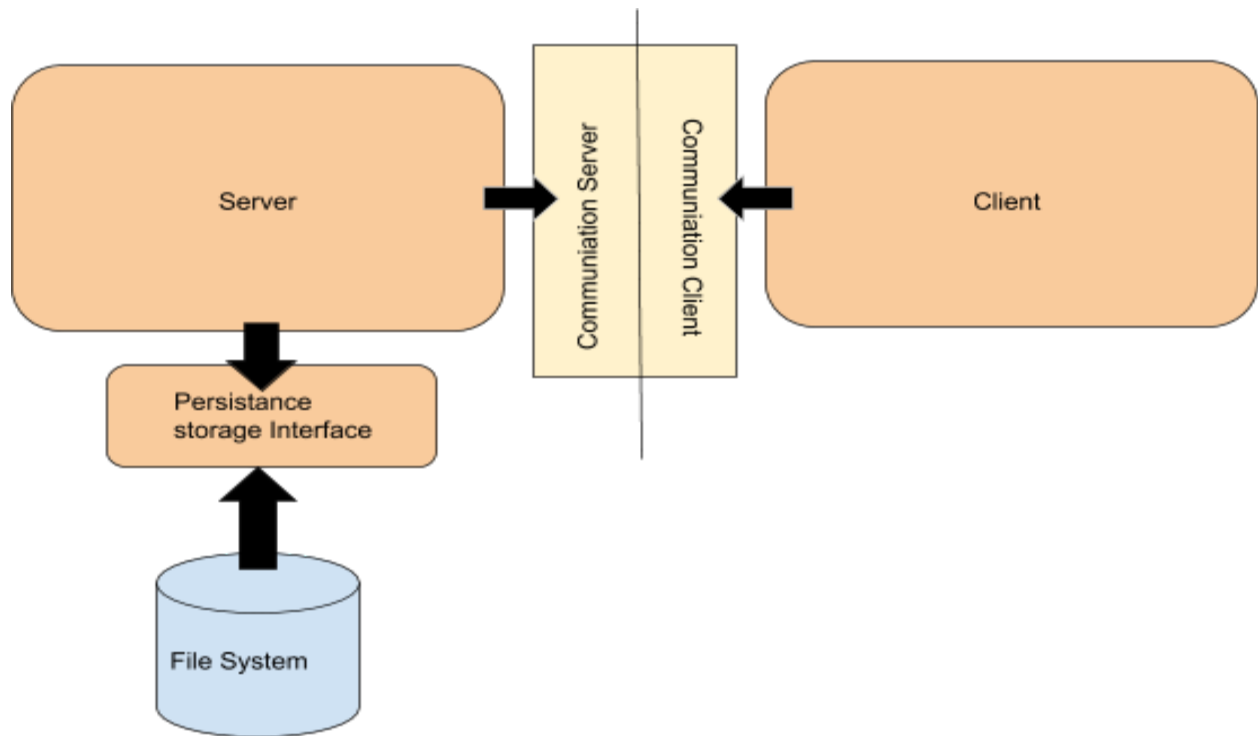 Server
Communiation Server
Communiation Client
Client
Persistance
storage Interface
File System